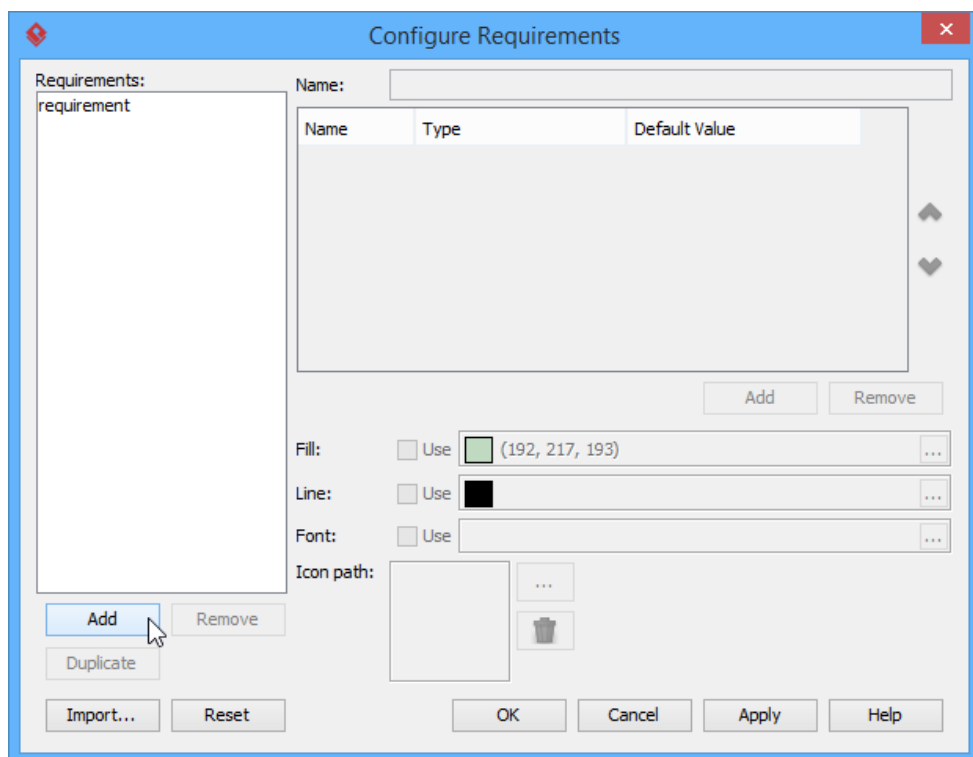 Configure Requirements
Requirements:
requirement
Add
Remove
Duplicate
Import...
Reset
Name:
Name Type Default Value
Add Remove
Fill: Use (192, 217, 193) ...
Line: Use ...
Font: Use ...
Icon path: ...
OK Cancel Apply Help